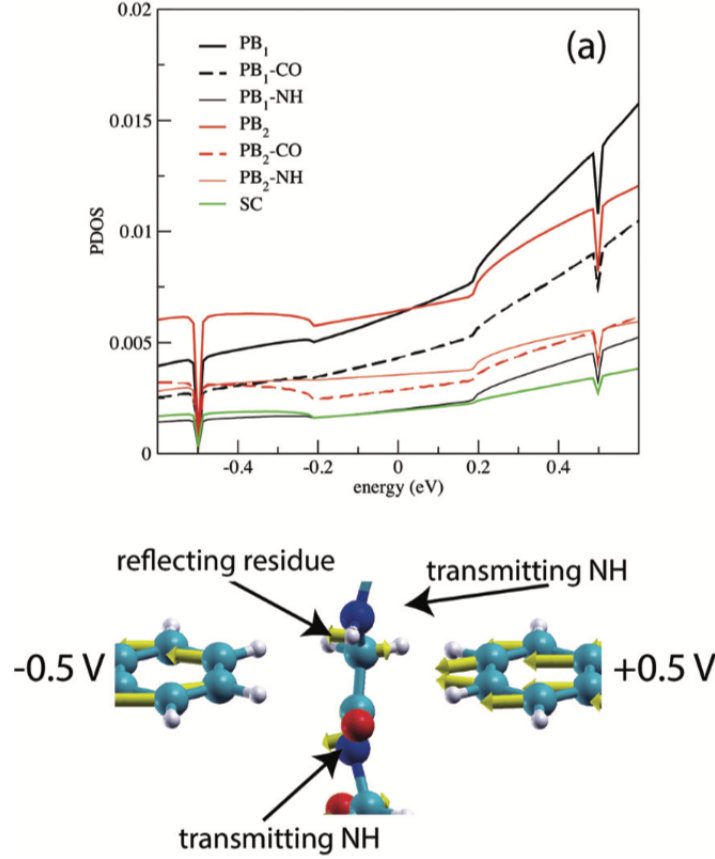 (a)
PB1
PB1-CO
PB1-NH
PB2
PB2-CO
PB2-NH
SC
PDOS
0.02
0.015
0.01
0.005
0
-0.4 -0.2 0 0.2 0.4
energy (eV)
reflecting residue
transmitting NH
-0.5 V
+0.5 V
transmitting NH